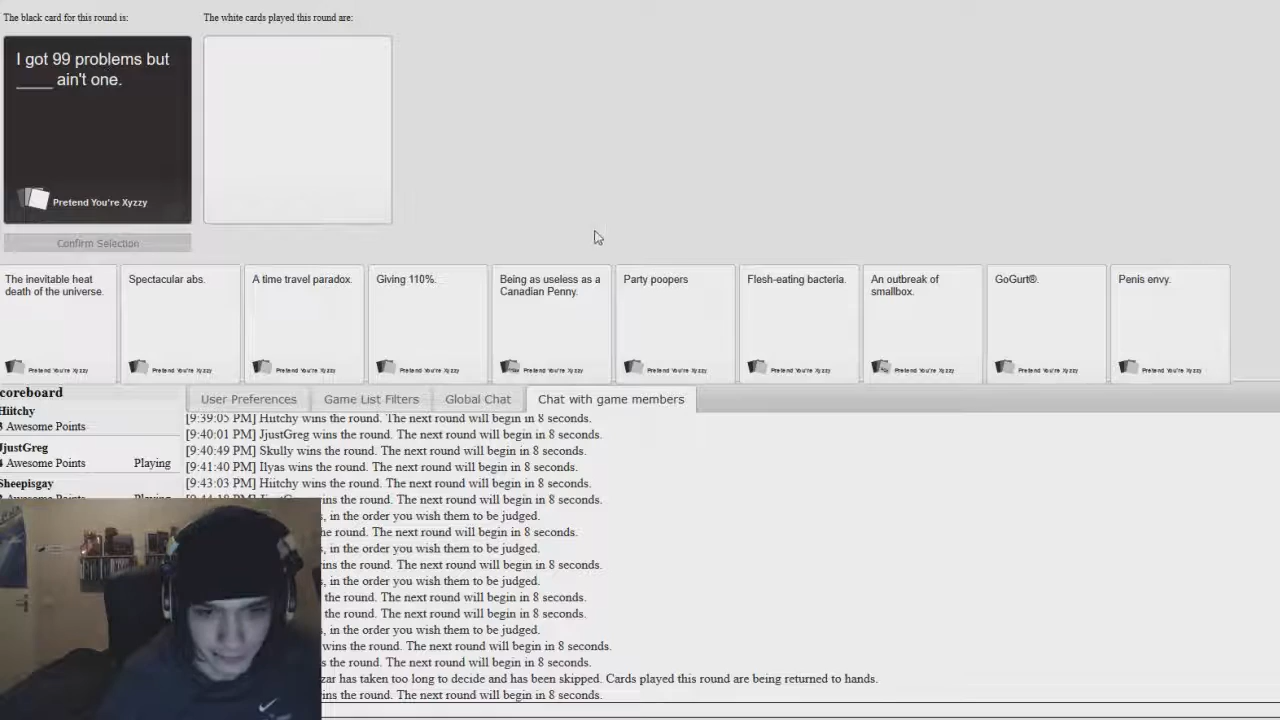 The black card for this round is:
The white cards played this round are:
I got 99 problems but
____ ain't one.
Pretend You're Xyzzy
Confirm Selection
The inevitable heat
death of the universe.
Pretend You're Xyzzy
Spectacular abs.
Pretend You're Xyzzy
A time travel paradox.
Pretend You're Xyzzy
Giving 110%.
Pretend You're Xyzzy
Being as useless as a
Canadian Penny.
Pretend You're Xyzzy
Party poopers
Pretend You're Xyzzy
Flesh-eating bacteria.
Pretend You're Xyzzy
An outbreak of
smallbox.
Pretend You're Xyzzy
GoGurt®.
Pretend You're Xyzzy
Penis envy.
Pretend You're Xyzzy
coreboard
Hiitchy
Awesome Points
JjustGreg
4 Awesome Points Playing
Sheepisgay
Awesome Points Playing
User Preferences
Game List Filters
Global Chat
Chat with game members
[9:39:05 PM] Hiitchy wins the round. The next round will begin in 8 seconds.
[9:40:01 PM] JjustGreg wins the round. The next round will begin in 8 seconds.
[9:40:49 PM] Skully wins the round. The next round will begin in 8 seconds.
[9:41:40 PM] Ilyas wins the round. The next round will begin in 8 seconds.
[9:43:03 PM] Hiitchy wins the round. The next round will begin in 8 seconds.
ins the round. The next round will begin in 8 seconds.
s, in the order you wish them to be judged.
he round. The next round will begin in 8 seconds.
s, in the order you wish them to be judged.
ins the round. The next round will begin in 8 seconds.
s, in the order you wish them to be judged.
the round. The next round will begin in 8 seconds.
the round. The next round will begin in 8 seconds.
s, in the order you wish them to be judged.
wins the round. The next round will begin in 8 seconds.
s the round. The next round will begin in 8 seconds.
zar has taken too long to decide and has been skipped. Cards played this round are being returned to hands.
ins the round. The next round will begin in 8 seconds.